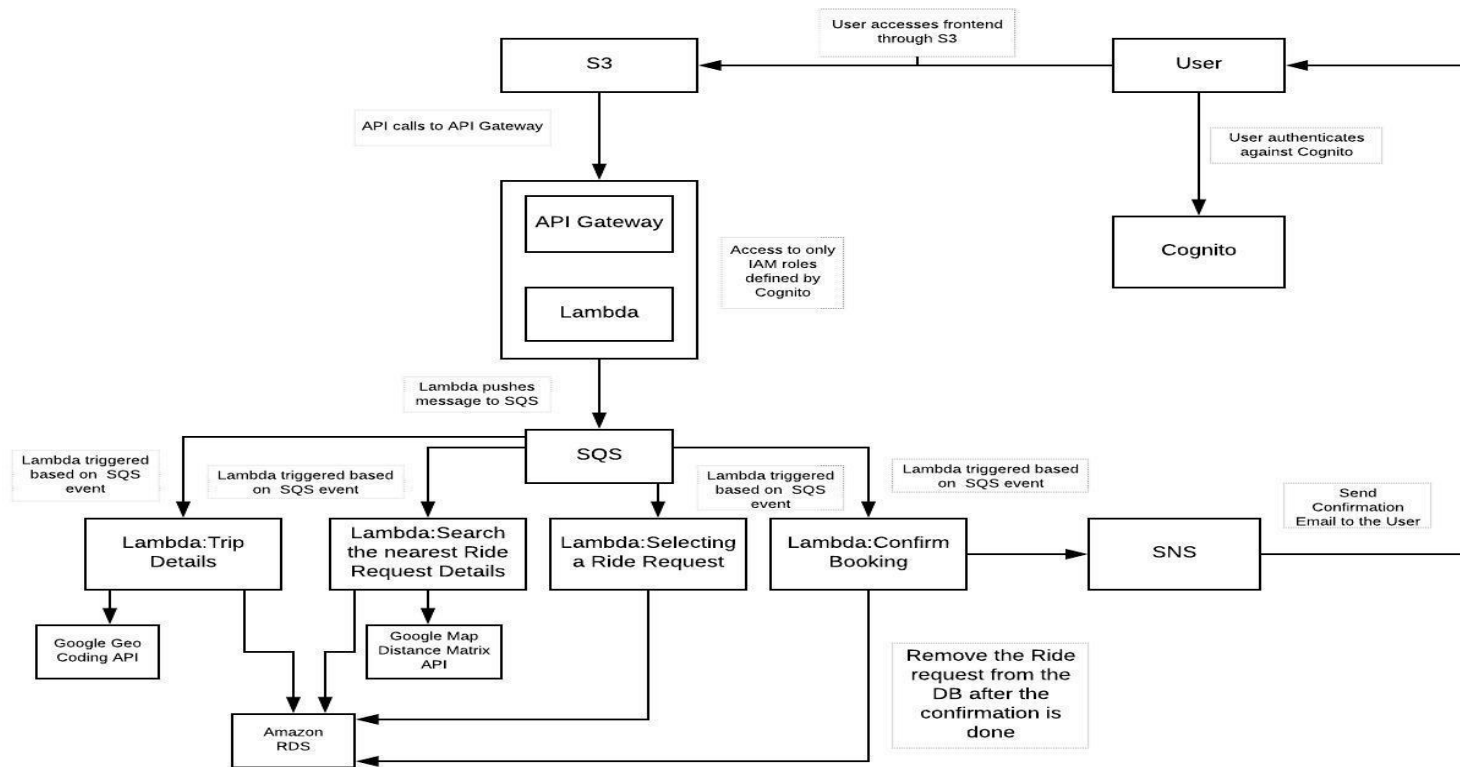 User accesses frontend
through S3
S3
User
API calls to API Gateway
User authenticates
against Cognito
API Gateway
Access to only
IAM roles
defined by
Cognito
Cognito
Lambda
Lambda pushes
message to SQS
SQS
Lambda triggered
based on SQS
event
Lambda triggered based
on SQS event
Lambda triggered
based on SQS
event
Lambda triggered based
on SQS event
Send
Confirmation
Email to the User
Lambda:Trip
Details
Lambda:Search
the nearest Ride
Request Details
Lambda:Selecting
a Ride Request
Lambda:Confirm
Booking
SNS
Google Geo
Coding API
Google Map
Distance Matrix
API
Remove the Ride
request from the
DB after the
confirmation is
done
Amazon
RDS